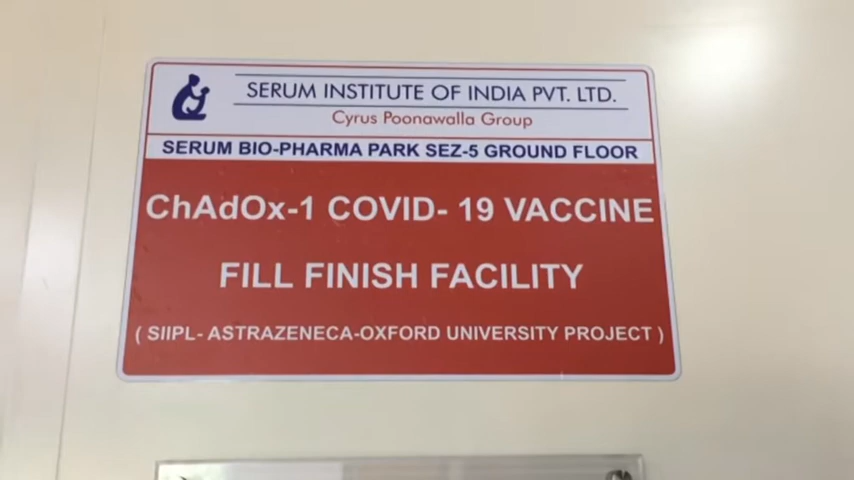 SERUM INSTITUTE OF INDIA PVT. LTD.
Cyrus Poonawalla Group
SERUM BIO-PHARMA PARK SEZ-5 GROUND FLOOR
ChAdOx-1 COVID- 19 VACCINE
FILL FINISH FACILITY
( SIIPL- ASTRAZENECA-OXFORD UNIVERSITY PROJECT )